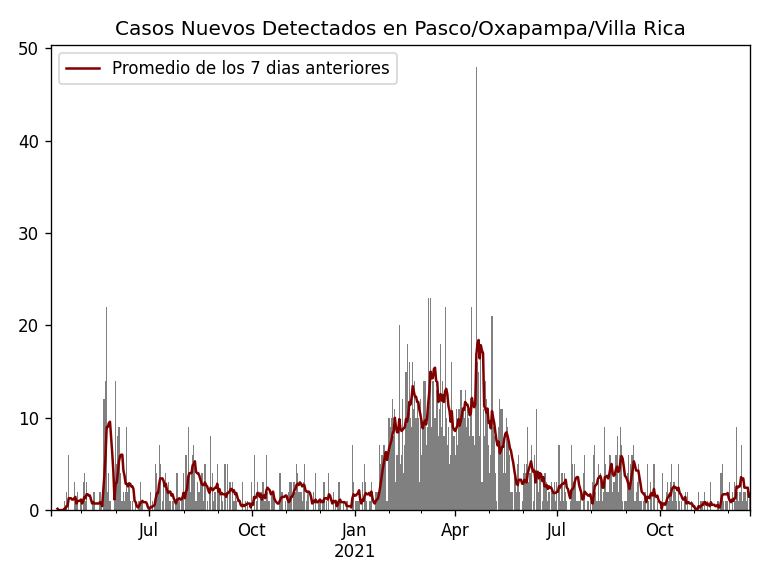 Casos Nuevos Detectados en Pasco/Oxapampa/Villa Rica
Promedio de los 7 dias anteriores
50
40
30
20
10
0
Jul
Oct
Jan
2021
Apr
Jul
Oct